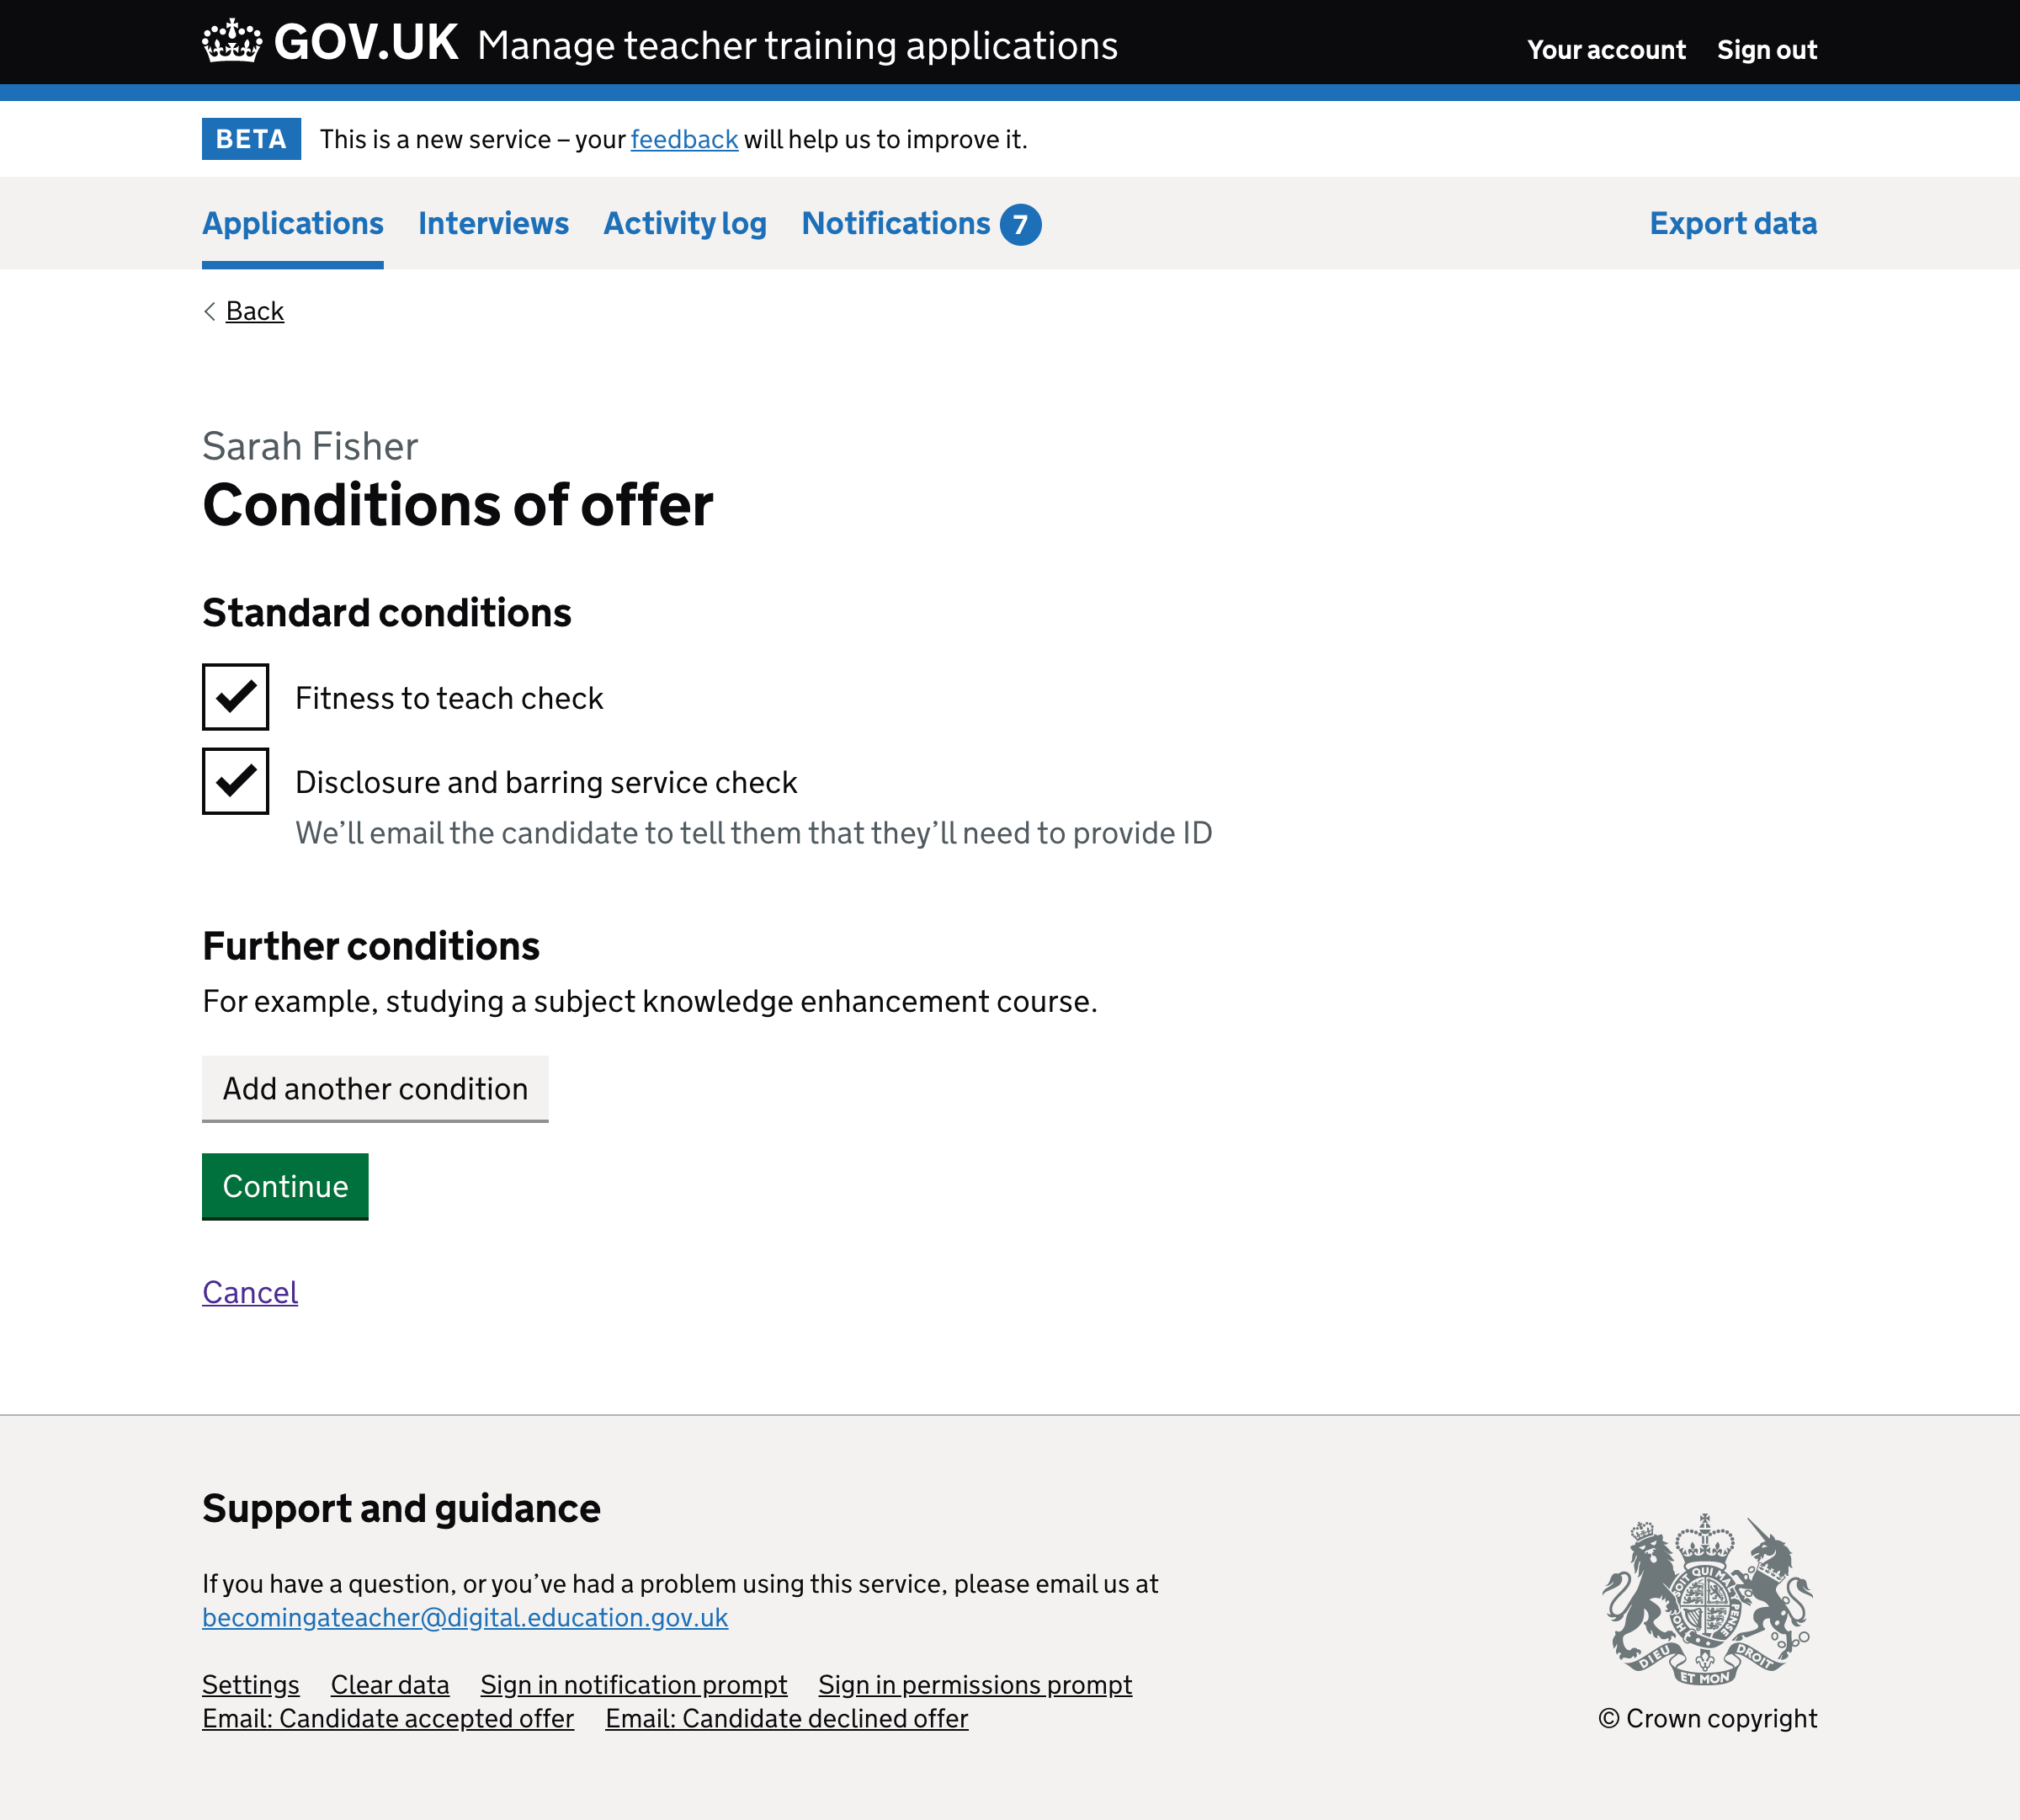 GOV.UK Manage teacher training applications
Your account Sign out
BETA This is a new service – your feedback will help us to improve it.
Applications Interviews Activity log Notifications 7 Export data
Back
Sarah Fisher
Conditions of offer
Standard conditions
Fitness to teach check
Disclosure and barring service check
We’ll email the candidate to tell them that they’ll need to provide ID
Further conditions
For example, studying a subject knowledge enhancement course.
Add another condition
Continue
Cancel
Support and guidance
If you have a question, or you’ve had a problem using this service, please email us at
becomingateacher@digital.education.gov.uk
Settings Clear data Sign in notification prompt Sign in permissions prompt
Email: Candidate accepted offer Email: Candidate declined offer
SOIT QUI MAL
DIEU ET MON DROIT
© Crown copyright